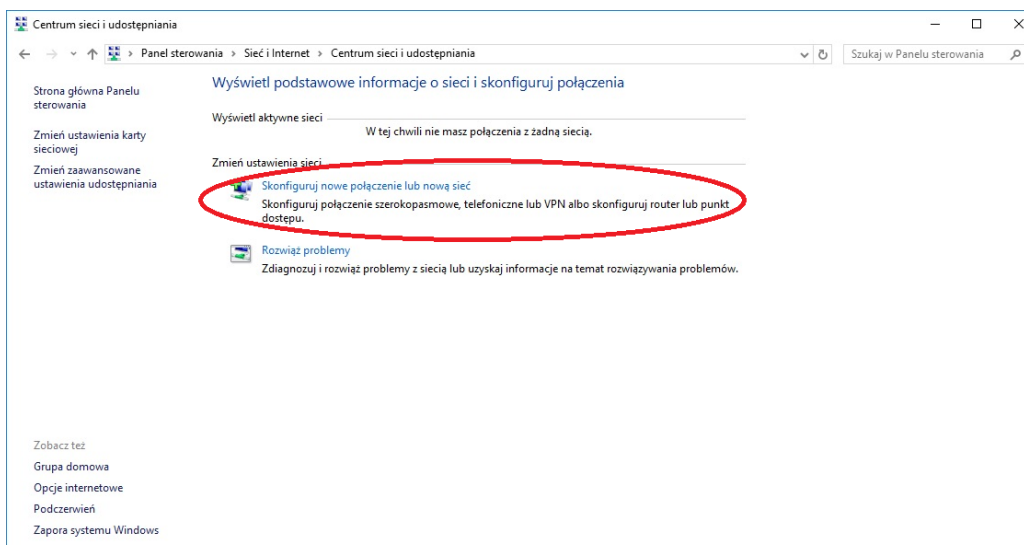 Centrum sieci i udostępniania
Panel sterowania > Sieć i Internet > Centrum sieci i udostępniania
Szukaj w Panelu sterowania
Strona główna Panelu
sterowania
Zmień ustawienia karty
sieciowej
Zmień zaawansowane
ustawienia udostępniania
Wyświetl podstawowe informacje o sieci i skonfiguruj połączenia
Wyświetl aktywne sieci
W tej chwili nie masz połączenia z żadną siecią.
Zmień ustawienia sieci
Skonfiguruj nowe połączenie lub nową sieć
Skonfiguruj połączenie szerokopasmowe, telefoniczne lub VPN albo skonfiguruj router lub punkt
dostępu.
Rozwiąż problemy
Zdiagnozuj i rozwiąż problemy z siecią lub uzyskaj informacje na temat rozwiązywania problemów.
Zobacz też
Grupa domowa
Opcje internetowe
Podczerwień
Zapora systemu Windows